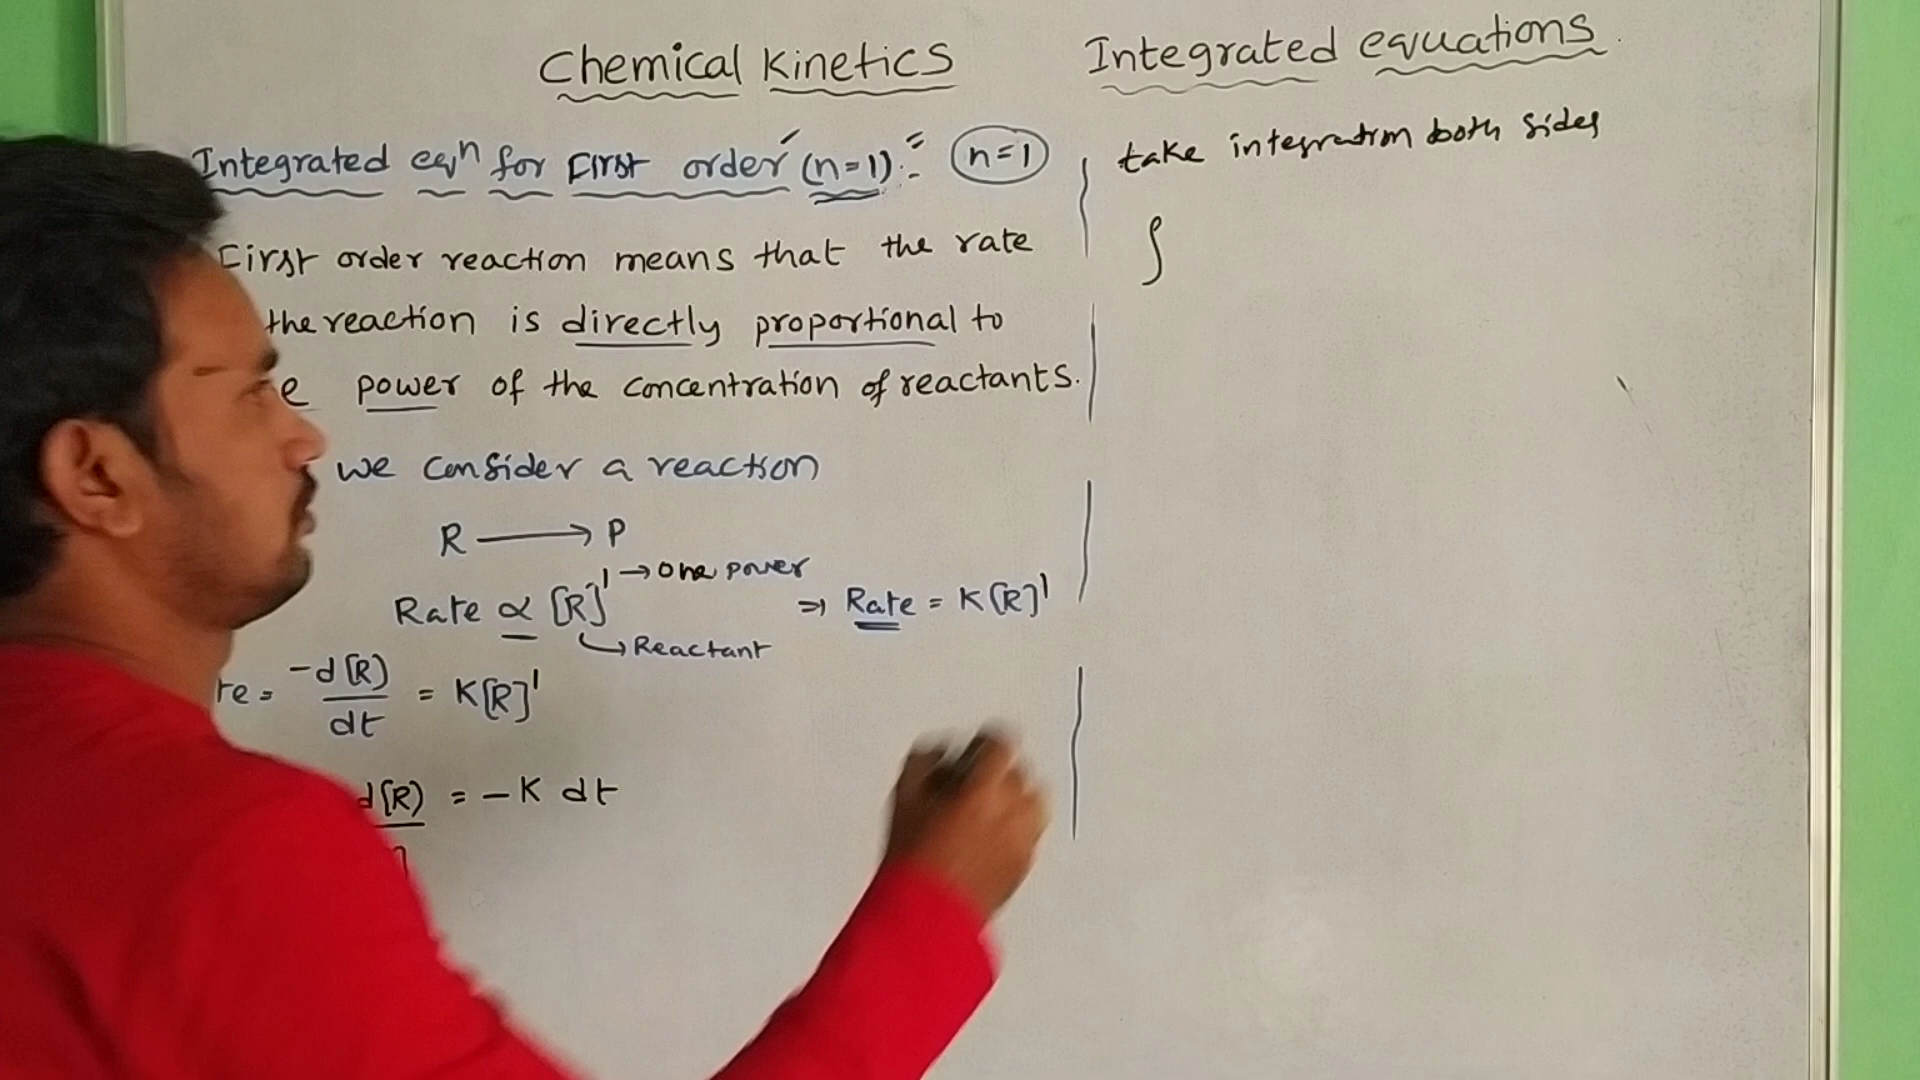 Chemical Kinetics
Integrated equations
Integrated eqⁿ for First order (n=1):- n=1
First order reaction means that the rate
the reaction is directly proportional to
power of the concentration of reactants.
we consider a reaction
R ⟶ P
Rate ∝ [R]¹ → one power
↳ Reactant
⇒ Rate = K[R]¹
-d[R]/dt = K[R]¹
d[R] = -K dt
take integration both sides
∫